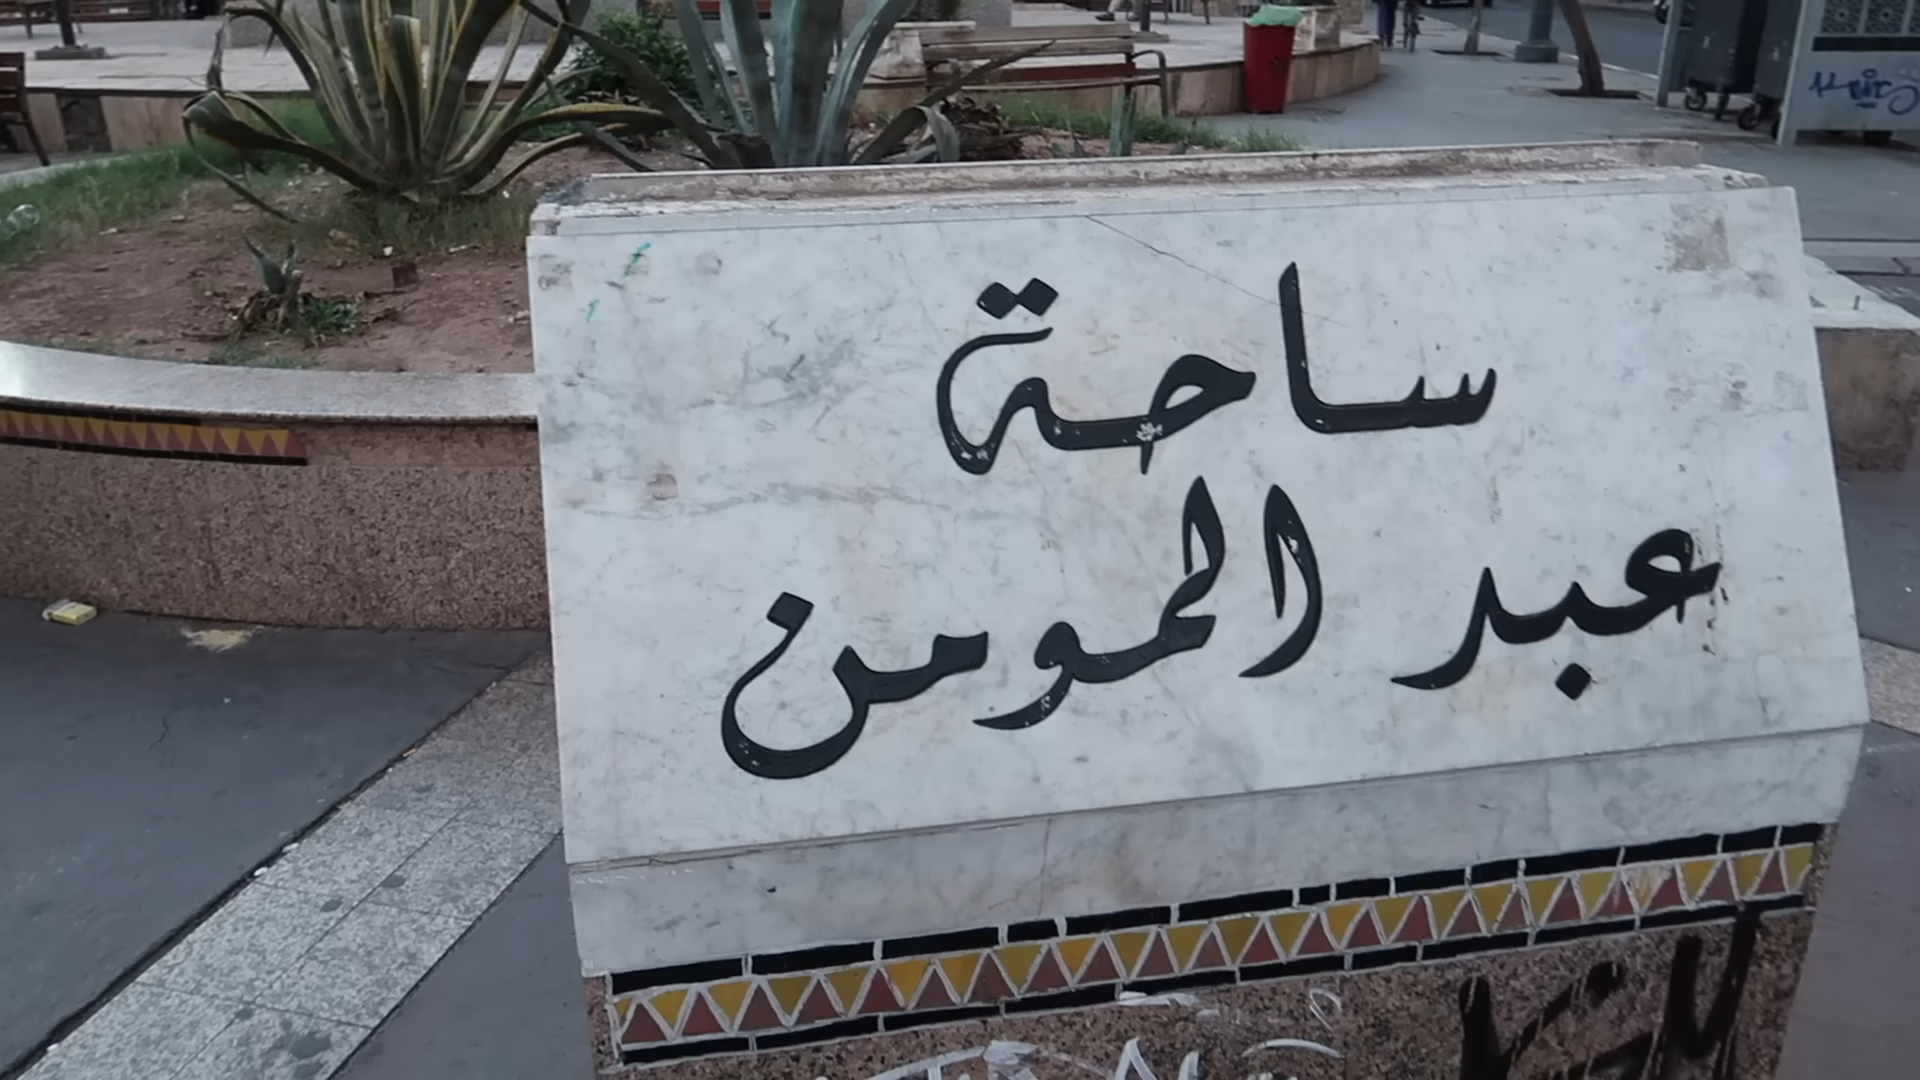 ساحة
عبد المومن